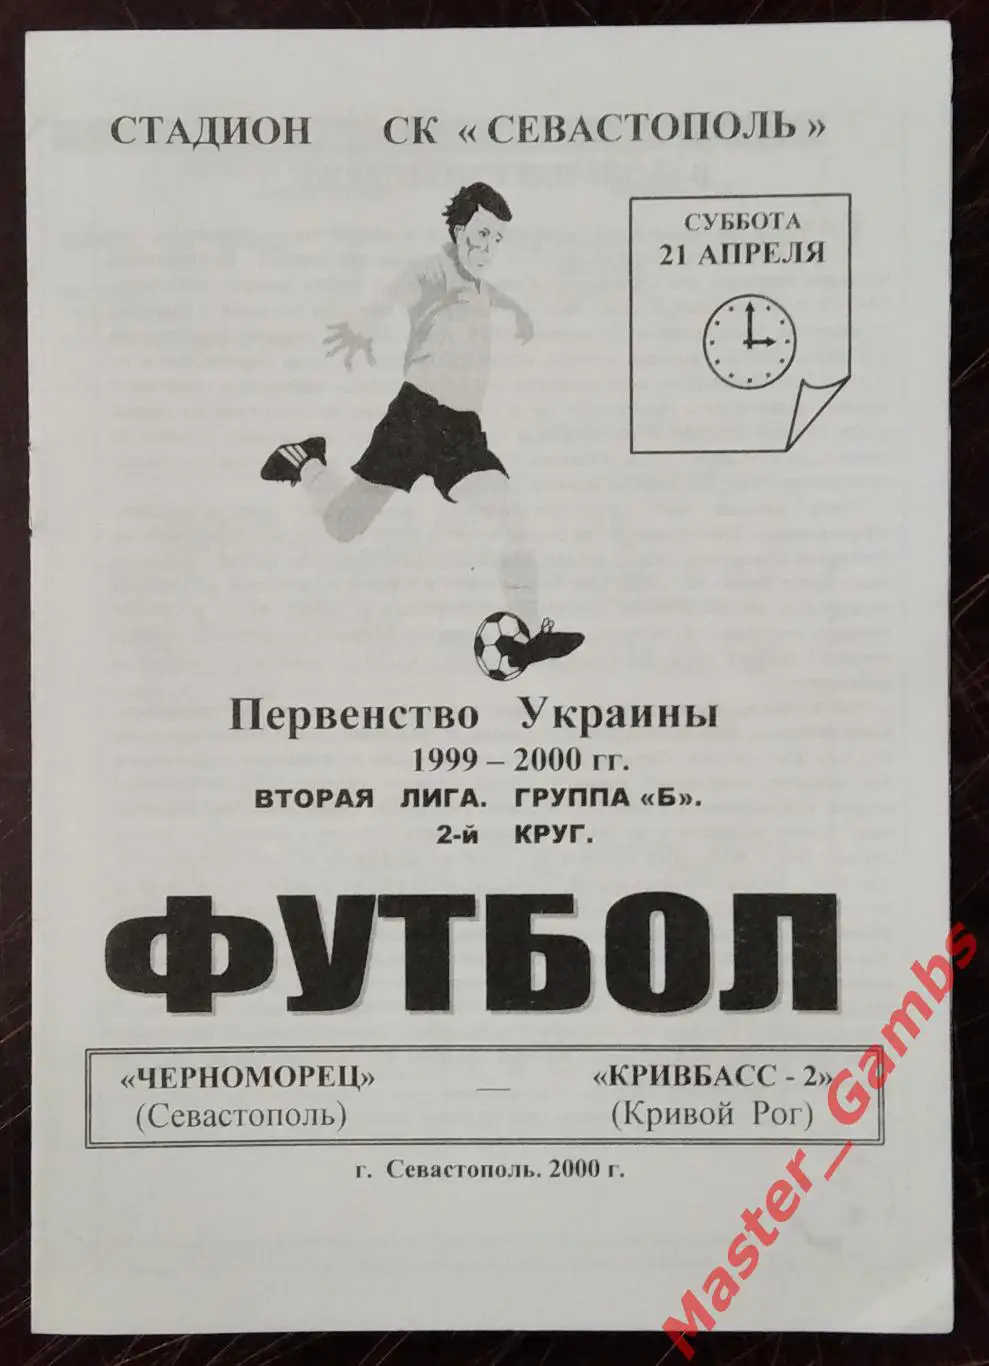 СТАДИОН СК « СЕВАСТОПОЛЬ »
СУББОТА
21 АПРЕЛЯ
Первенство Украины
1999 – 2000 гг.
ВТОРАЯ ЛИГА. ГРУППА «Б».
2-й КРУГ.
ФУТБОЛ
«ЧЕРНОМОРЕЦ» — «КРИВБАСС - 2»
(Севастополь) (Кривой Рог)
г. Севастополь. 2000 г.
Master_Gambs